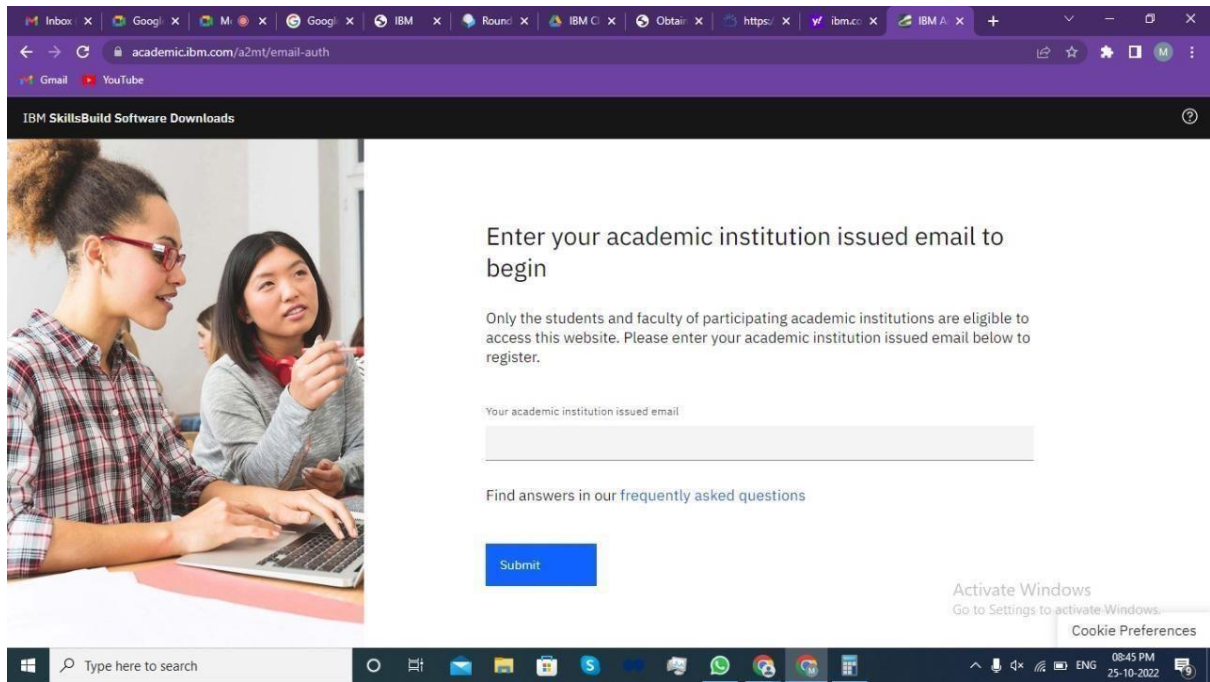 Inbox
Googl
M
Googl
IBM
Round
IBM C
Obtain
https:/
ibm.co
IBM A
academic.ibm.com/a2mt/email-auth
M
Gmail
YouTube
IBM SkillsBuild Software Downloads
Enter your academic institution issued email to
begin
Only the students and faculty of participating academic institutions are eligible to
access this website. Please enter your academic institution issued email below to
register.
Your academic institution issued email
Find answers in our frequently asked questions
Submit
Activate Windows
Go to Settings to activate Windows.
Cookie Preferences
Type here to search
ENG
08:45 PM
25-10-2022